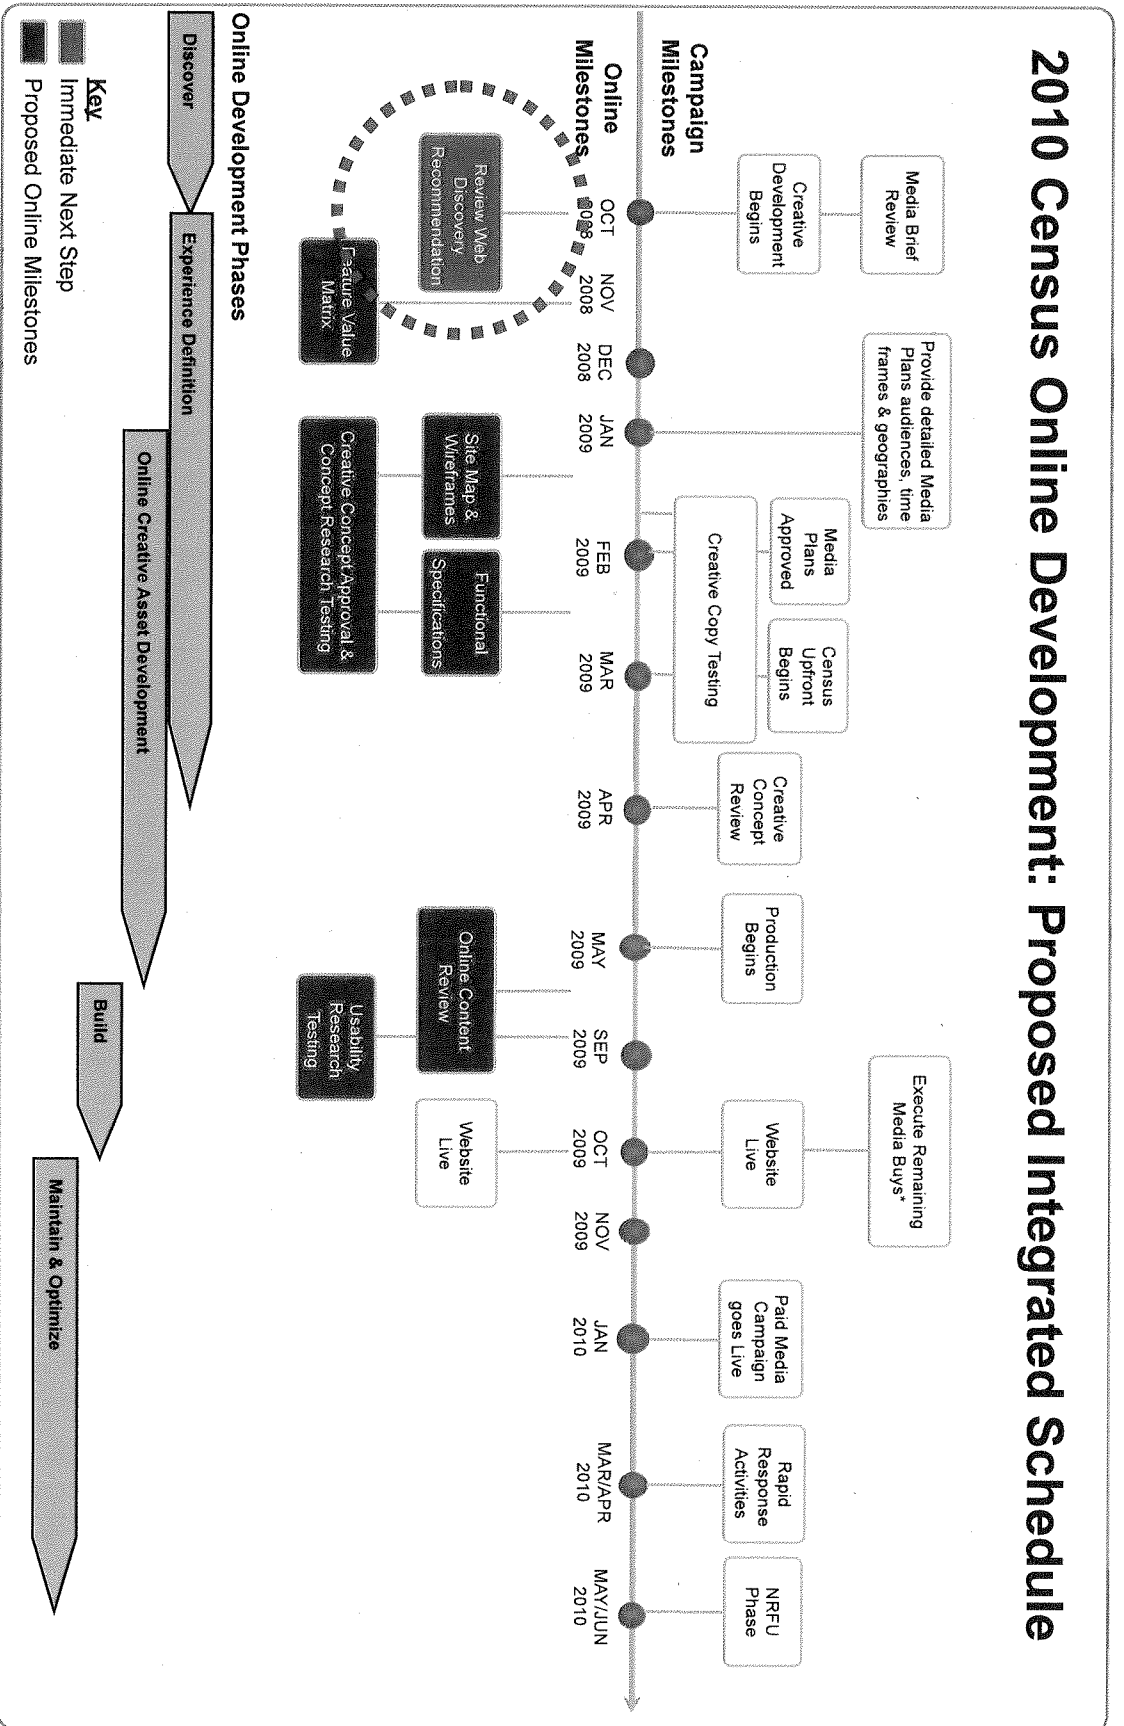 2010 Census Online Development: Proposed Integrated Schedule
Media Brief
Review
Provide detailed Media
Plans audiences, time
frames & geographies
Execute Remaining
Media Buys*
Creative
Development
Begins
Media
Plans
Approved
Census
Upfront
Begins
Creative Copy Testing
Creative
Concept
Review
Production
Begins
Website
Live
Paid Media
Campaign
goes Live
Rapid
Response
Activities
NRFU
Phase
Campaign
Milestones
Online
Milestones
OCT
2008
NOV
2008
DEC
2008
JAN
2009
FEB
2009
MAR
2009
APR
2009
MAY
2009
SEP
2009
OCT
2009
NOV
2009
JAN
2010
MAR/APR
2010
MAY/JUN
2010
Review Web
Discovery
Recommendation
Site Map &
Wireframes
Functional
Specifications
Online Content
Review
Website
Live
Feature Value
Matrix
Creative Concept Approval &
Concept Research Testing
Usability
Research
Testing
Online Development Phases
Discover
Experience Definition
Online Creative Asset Development
Build
Maintain & Optimize
Key
Immediate Next Step
Proposed Online Milestones